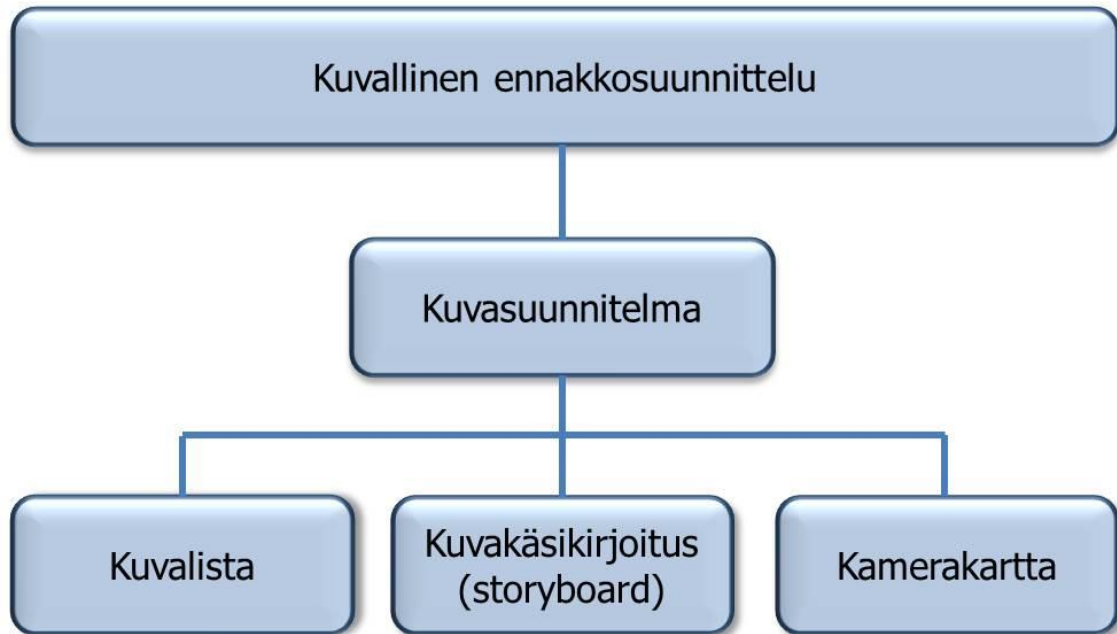 Kuvallinen ennakkosuunnittelu
Kuvasuunnitelma
Kuvalista
Kuvakäsikirjoitus
(storyboard)
Kamerakartta